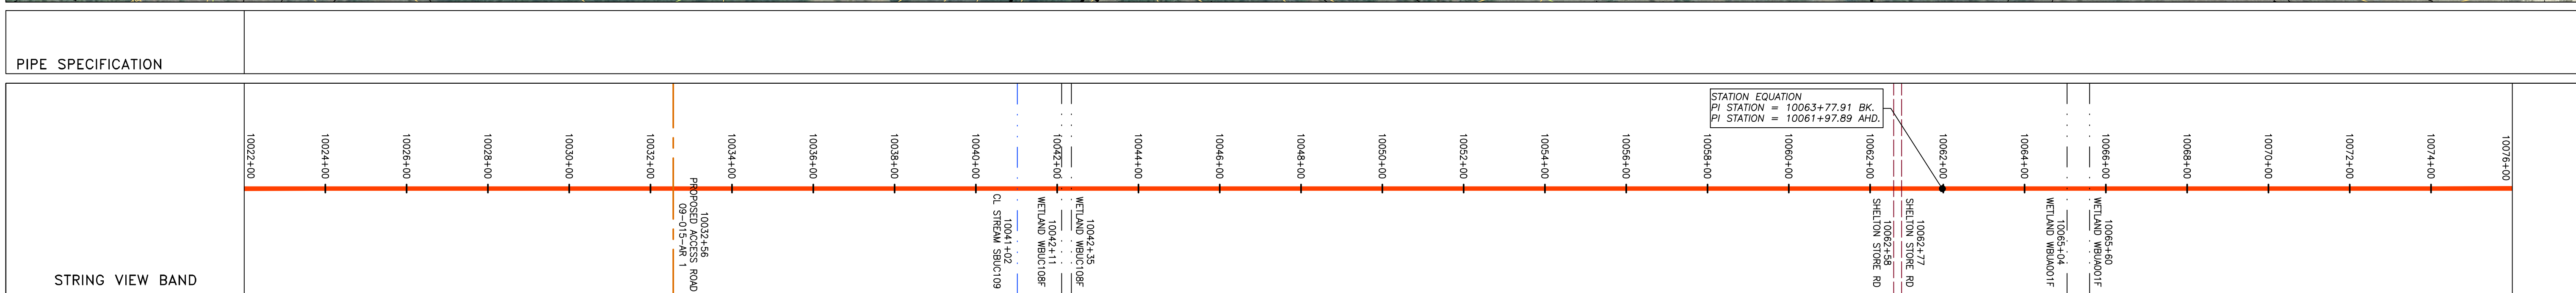 PIPE SPECIFICATION
STATION EQUATION
PI STATION = 10063+77.91 BK.
PI STATION = 10061+97.89 AHD.
10022+00
10024+00
10026+00
10028+00
10030+00
10032+00
10034+00
10036+00
10038+00
10040+00
10042+00
10044+00
10046+00
10048+00
10050+00
10052+00
10054+00
10056+00
10058+00
10060+00
10062+00
10062+00
10064+00
10066+00
10068+00
10070+00
10072+00
10074+00
10076+00
10032+56
PROPOSED ACCESS ROAD
09-015-AR 1
10041+02
CL STREAM SBUC109
10042+11
WETLAND WBUC108F
10042+35
WETLAND WBUC108F
10062+58
SHELTON STORE RD
10062+77
SHELTON STORE RD
10065+04
WETLAND WBUA001F
10065+60
WETLAND WBUA001F
STRING VIEW BAND